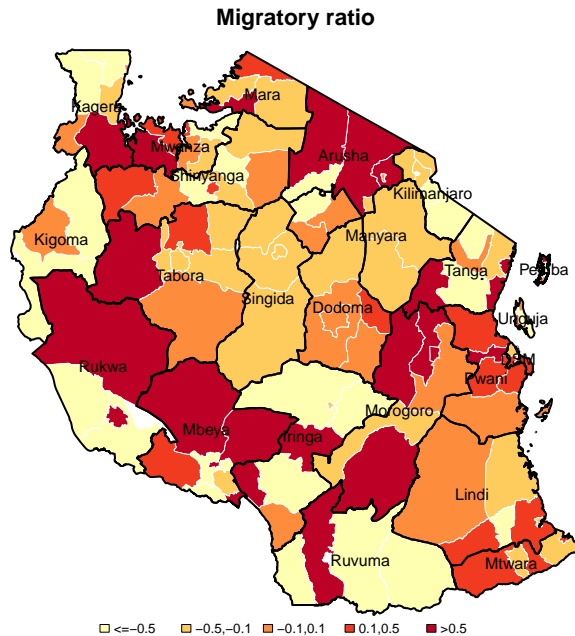 Migratory ratio
Mara
Kagera
Mwanza
Arusha
Shinyanga
Kilimanjaro
Kigoma
Manyara
Tanga
Pemba
Tabora
Singida
Dodoma
Unguja
Rukwa
DSM
Pwani
Mbeya
Iringa
Morogoro
Lindi
Ruvuma
Mtwara
<=−0.5 −0.5,−0.1 −0.1,0.1 0.1,0.5 >0.5